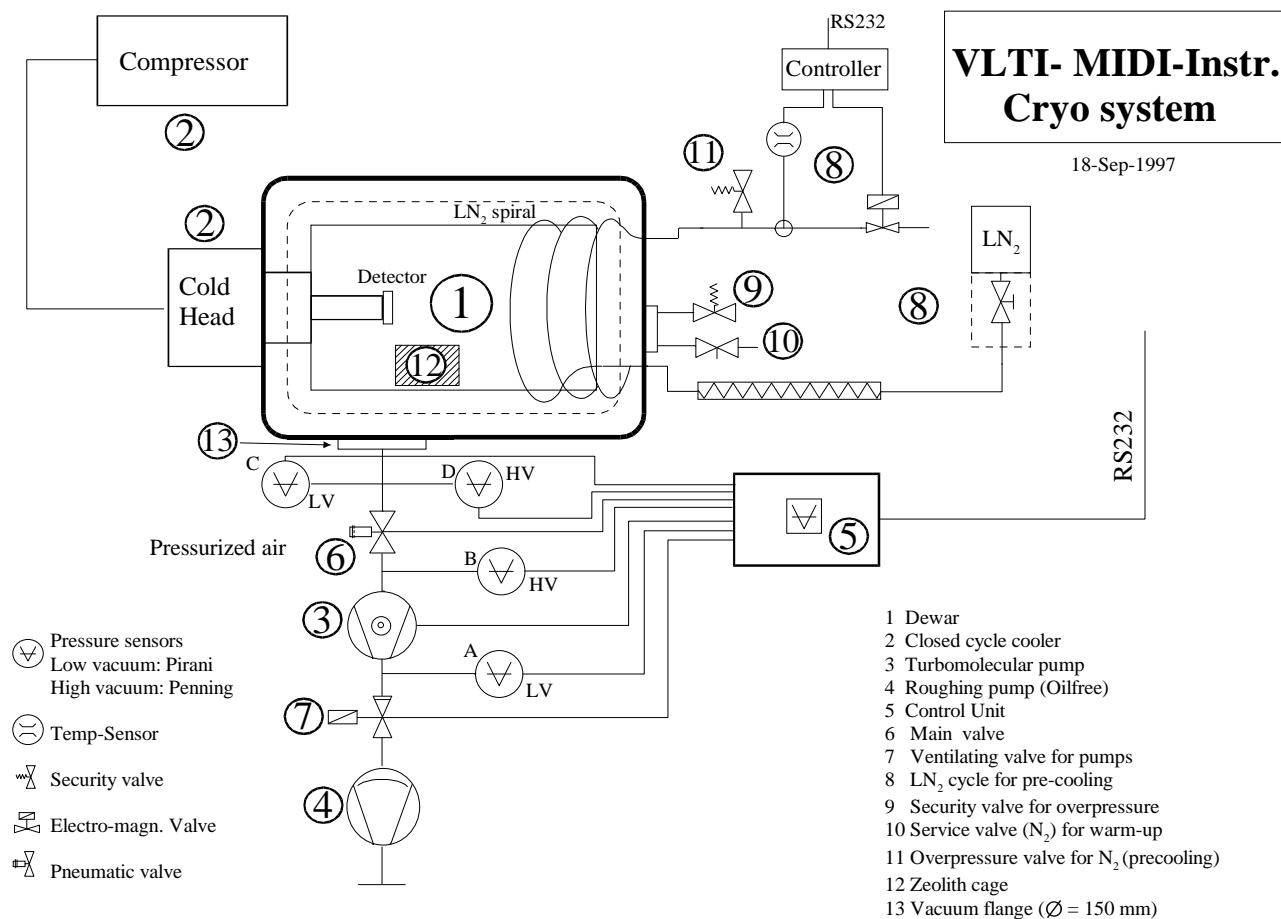 VLTI- MIDI-Instr.
Cryo system
18-Sep-1997
Compressor
2
RS232
Controller
11
8
2
LN2 spiral
LN2
Cold
Head
Detector
1
9
8
10
12
13
C
LV
D
HV
RS232
5
Pressurized air
6
B
HV
3
A
LV
7
4
Pressure sensors
Low vacuum: Pirani
High vacuum: Penning
Temp-Sensor
Security valve
Electro-magn. Valve
Pneumatic valve
1 Dewar
2 Closed cycle cooler
3 Turbomolecular pump
4 Roughing pump (Oilfree)
5 Control Unit
6 Main valve
7 Ventilating valve for pumps
8 LN2 cycle for pre-cooling
9 Security valve for overpressure
10 Service valve (N2) for warm-up
11 Overpressure valve for N2 (precooling)
12 Zeolith cage
13 Vacuum flange (Ø = 150 mm)